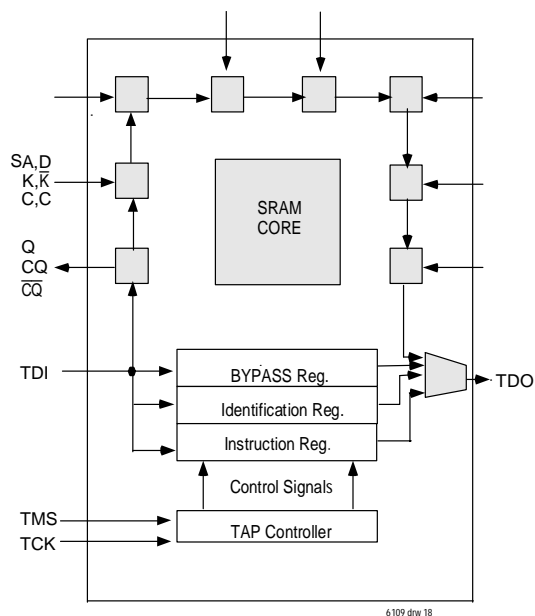 SA,D
K,K̅
C,C
SRAM
CORE
Q
CQ
C̅Q̅
TDI
BYPASS Reg.
TDO
Identification Reg.
Instruction Reg.
Control Signals
TMS
TCK
TAP Controller
6109 drw 18